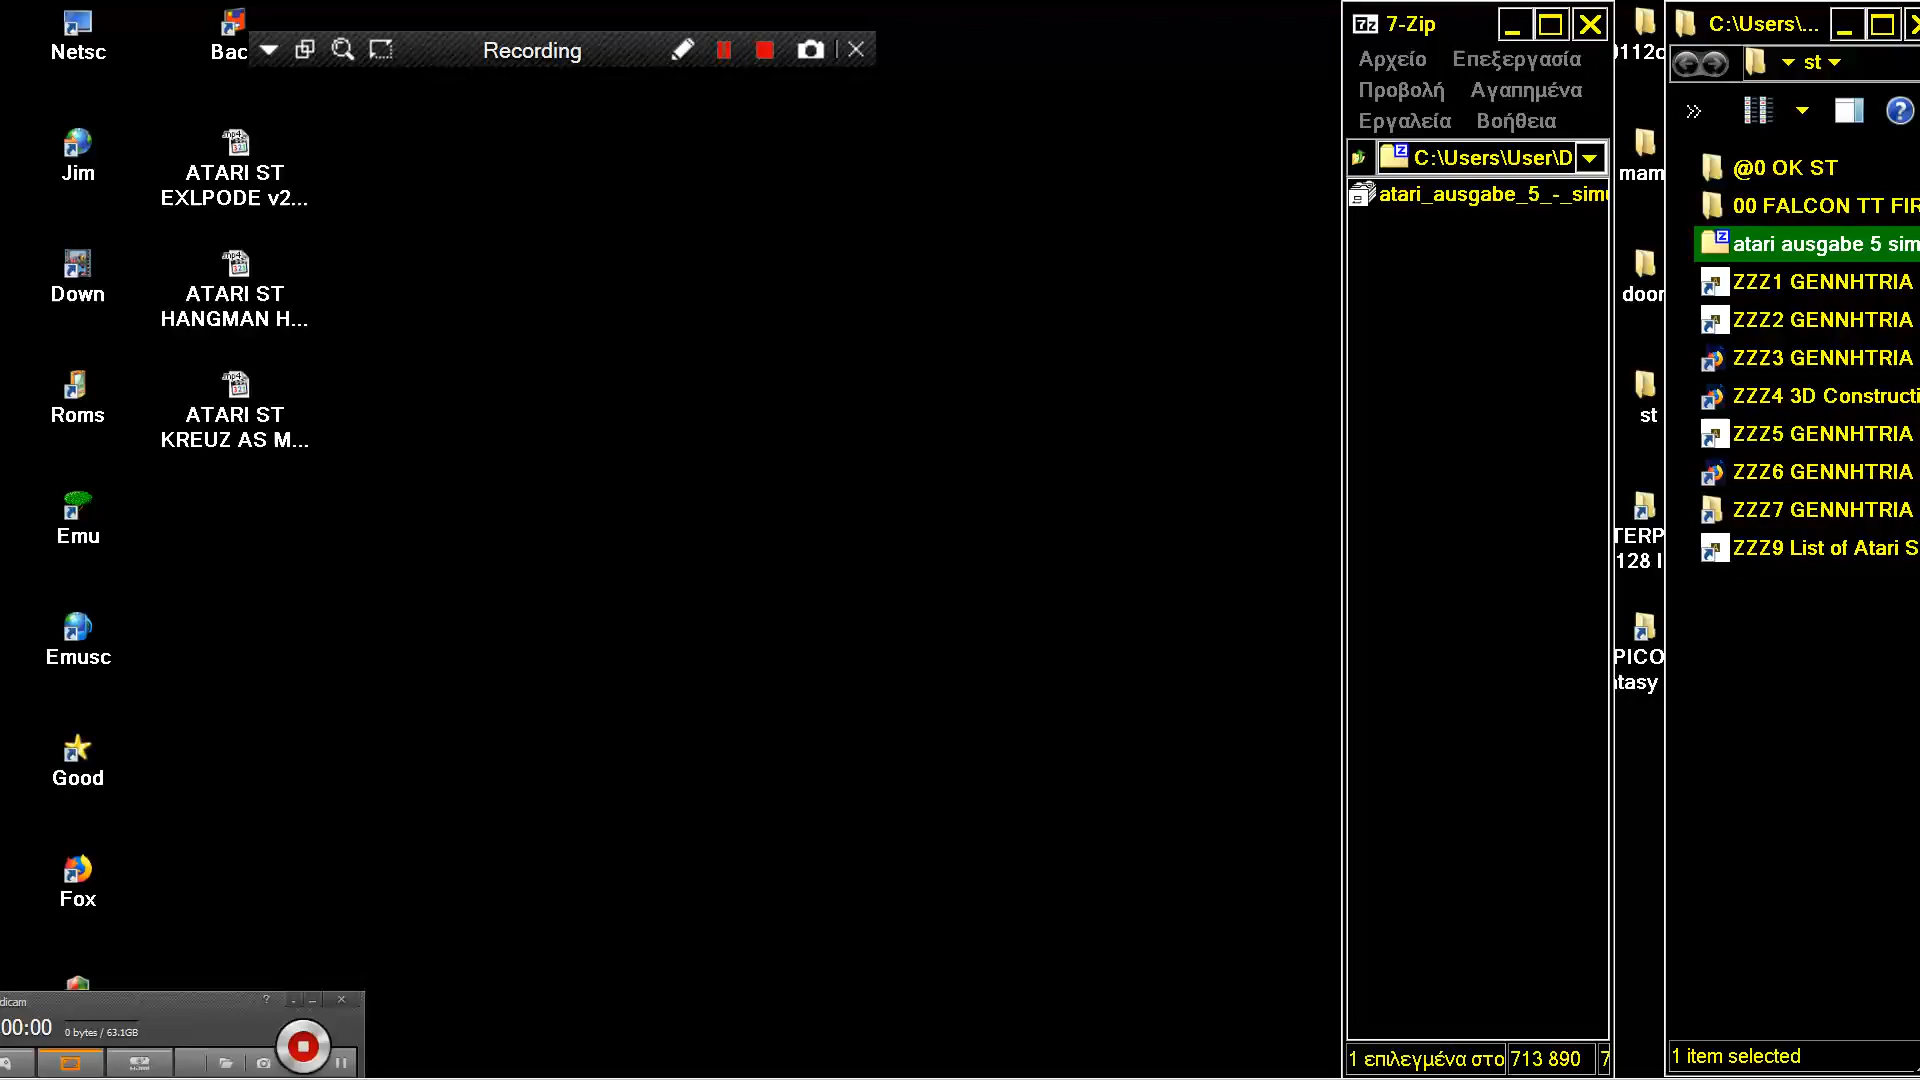 Netsc
Bac
Recording
Jim
ATARI ST
EXLPODE v2...
Down
ATARI ST
HANGMAN H...
Roms
ATARI ST
KREUZ AS M...
Emu
Emusc
Good
Fox
dicam
00:00
0 bytes / 63.1GB
7-Zip
Αρχείο Επεξεργασία
Προβολή Αγαπημένα
Εργαλεία Βοήθεια
C:\Users\User\D
atari_ausgabe_5_-_sim
1 επιλεγμένα στο 713 890 7
mam
door
st
TERP
128 I
PICO
tasy
C:\Users\...
st
@0 OK ST
00 FALCON TT FIR
atari ausgabe 5 sim
ZZZ1 GENNHTRIA
ZZZ2 GENNHTRIA
ZZZ3 GENNHTRIA
ZZZ4 3D Constructi
ZZZ5 GENNHTRIA
ZZZ6 GENNHTRIA
ZZZ7 GENNHTRIA
ZZZ9 List of Atari S
1 item selected